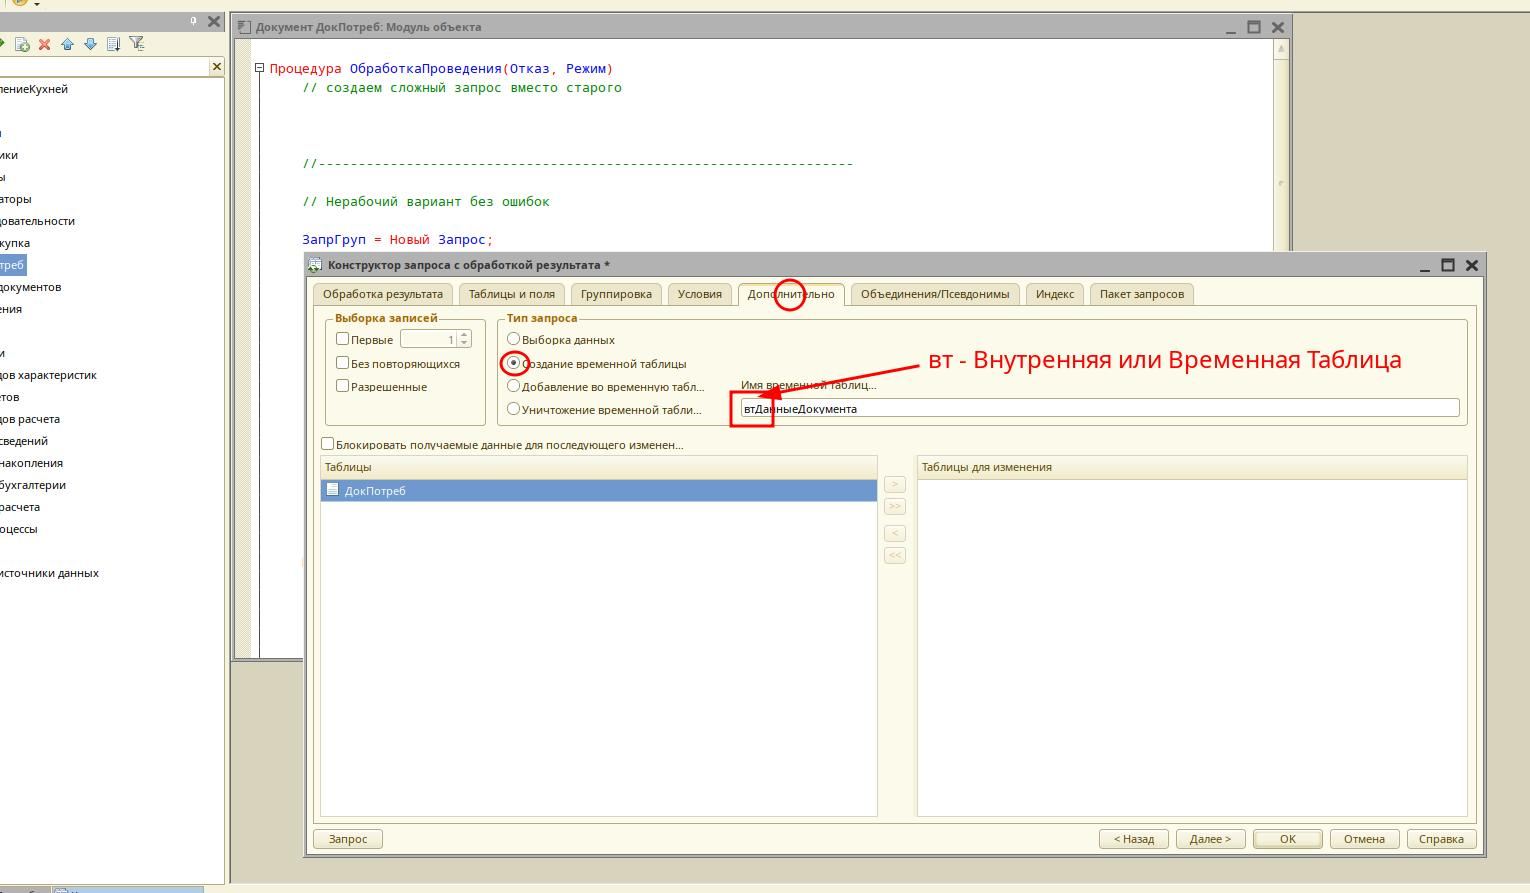 Документ ДокПотреб: Модуль объекта
Процедура ОбработкаПроведения(Отказ, Режим)
// создаем сложный запрос вместо старого
//-------------------------------------------------------------------
// Нерабочий вариант без ошибок
ЗапрГруп = Новый Запрос;
лениеКухней
ики
ы
аторы
довательности
купка
треб
документов
ения
и
дов характеристик
етов
дов расчета
сведений
накопления
бухгалтерии
расчета
оцессы
источники данных
Конструктор запроса с обработкой результата *
Обработка результата
Таблицы и поля
Группировка
Условия
Дополнительно
Объединения/Псевдонимы
Индекс
Пакет запросов
Выборка записей
Первые 1
Без повторяющихся
Разрешенные
Тип запроса
Выборка данных
Создание временной таблицы
Добавление во временную табл...
Уничтожение временной табли...
вт - Внутренняя или Временная Таблица
Имя временной таблиц...
втДанныеДокумента
Блокировать получаемые данные для последующего изменен...
Таблицы
ДокПотреб
>
>>
<
<<
Таблицы для изменения
Запрос
< Назад
Далее >
OK
Отмена
Справка